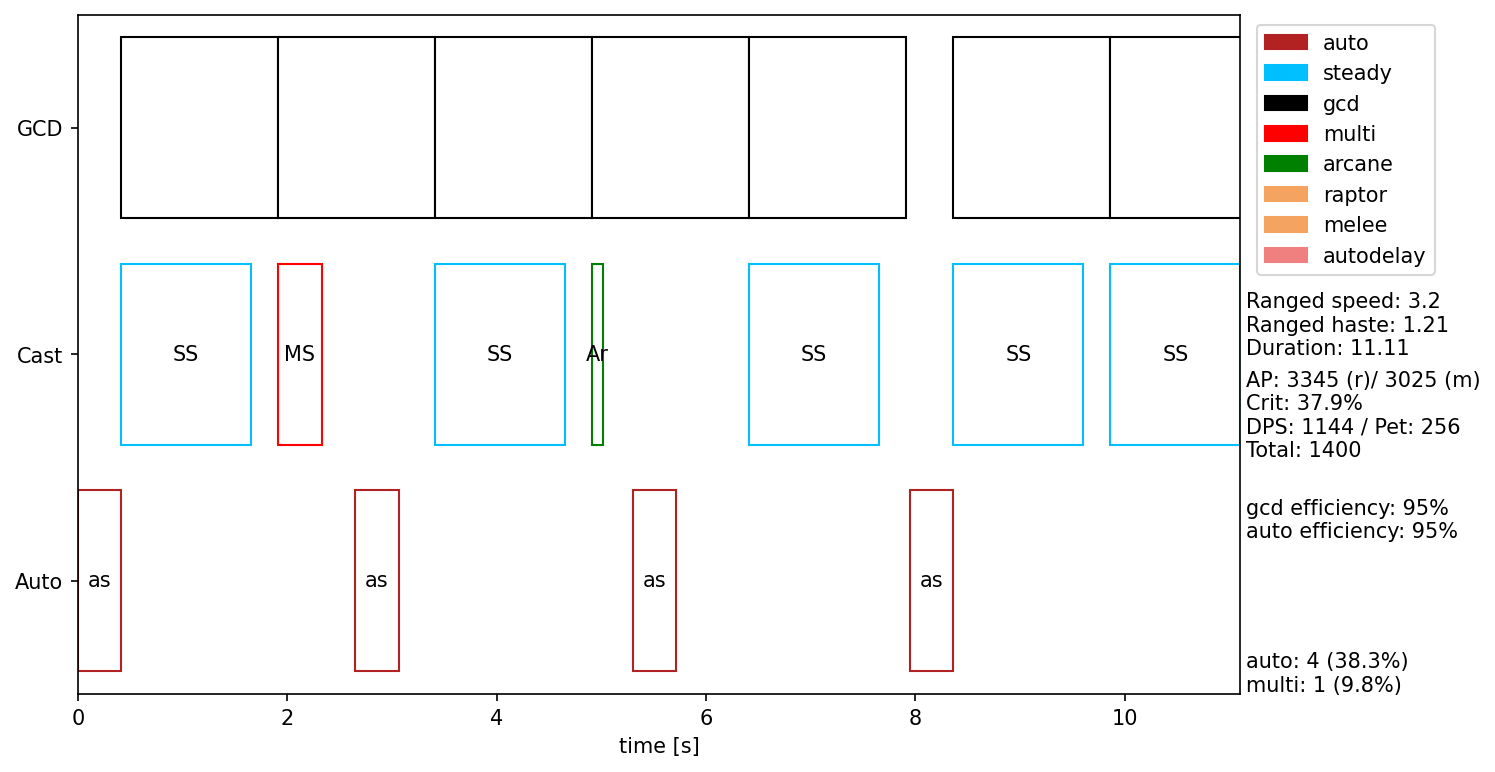 GCD
Cast
Auto
SS
MS
SS
Ar
SS
SS
SS
as
as
as
as
0
2
4
6
8
10
time [s]
auto
steady
gcd
multi
arcane
raptor
melee
autodelay
Ranged speed: 3.2
Ranged haste: 1.21
Duration: 11.11
AP: 3345 (r)/ 3025 (m)
Crit: 37.9%
DPS: 1144 / Pet: 256
Total: 1400
gcd efficiency: 95%
auto efficiency: 95%
auto: 4 (38.3%)
multi: 1 (9.8%)